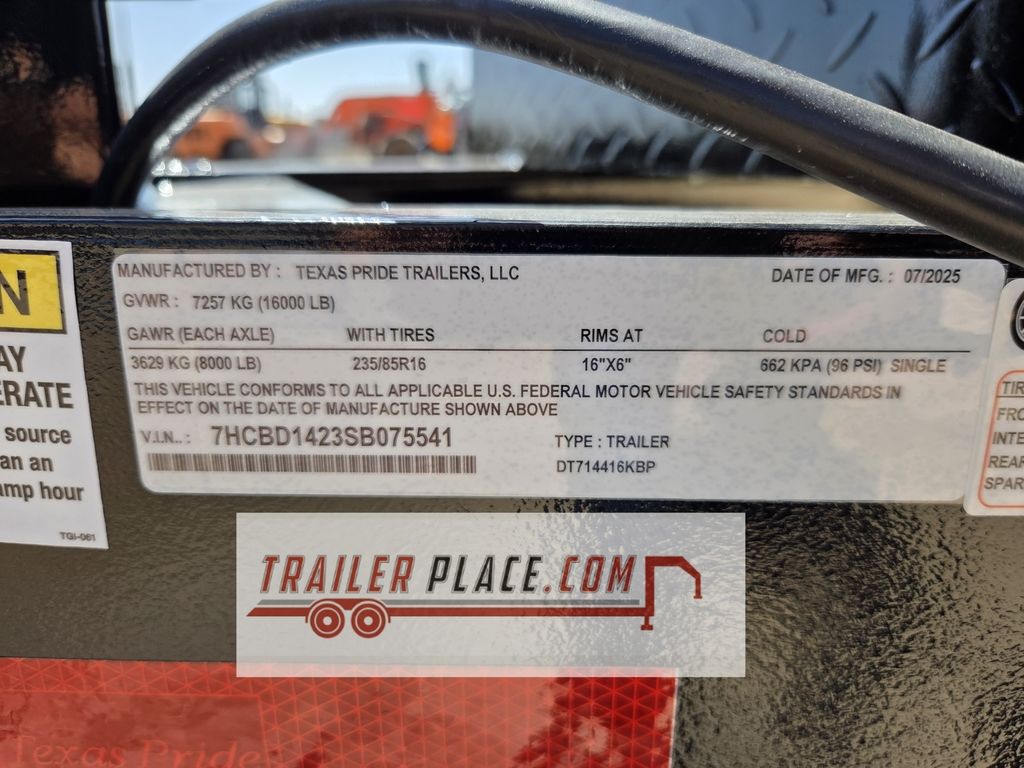 MANUFACTURED BY : TEXAS PRIDE TRAILERS, LLC DATE OF MFG. : 07/2025
GVWR : 7257 KG (16000 LB)
GAWR (EACH AXLE) WITH TIRES RIMS AT COLD
3629 KG (8000 LB) 235/85R16 16"X6" 662 KPA (96 PSI) SINGLE
THIS VEHICLE CONFORMS TO ALL APPLICABLE U.S. FEDERAL MOTOR VEHICLE SAFETY STANDARDS IN
EFFECT ON THE DATE OF MANUFACTURE SHOWN ABOVE
V.I.N.. : 7HCBD1423SB075541 TYPE : TRAILER
DT714416KBP
N
AY
ERATE
source
an an
amp hour
TGI-061
TIR
FRO
INTE
REAR
SPAR
TRAILER PLACE.COM
Texas Pride